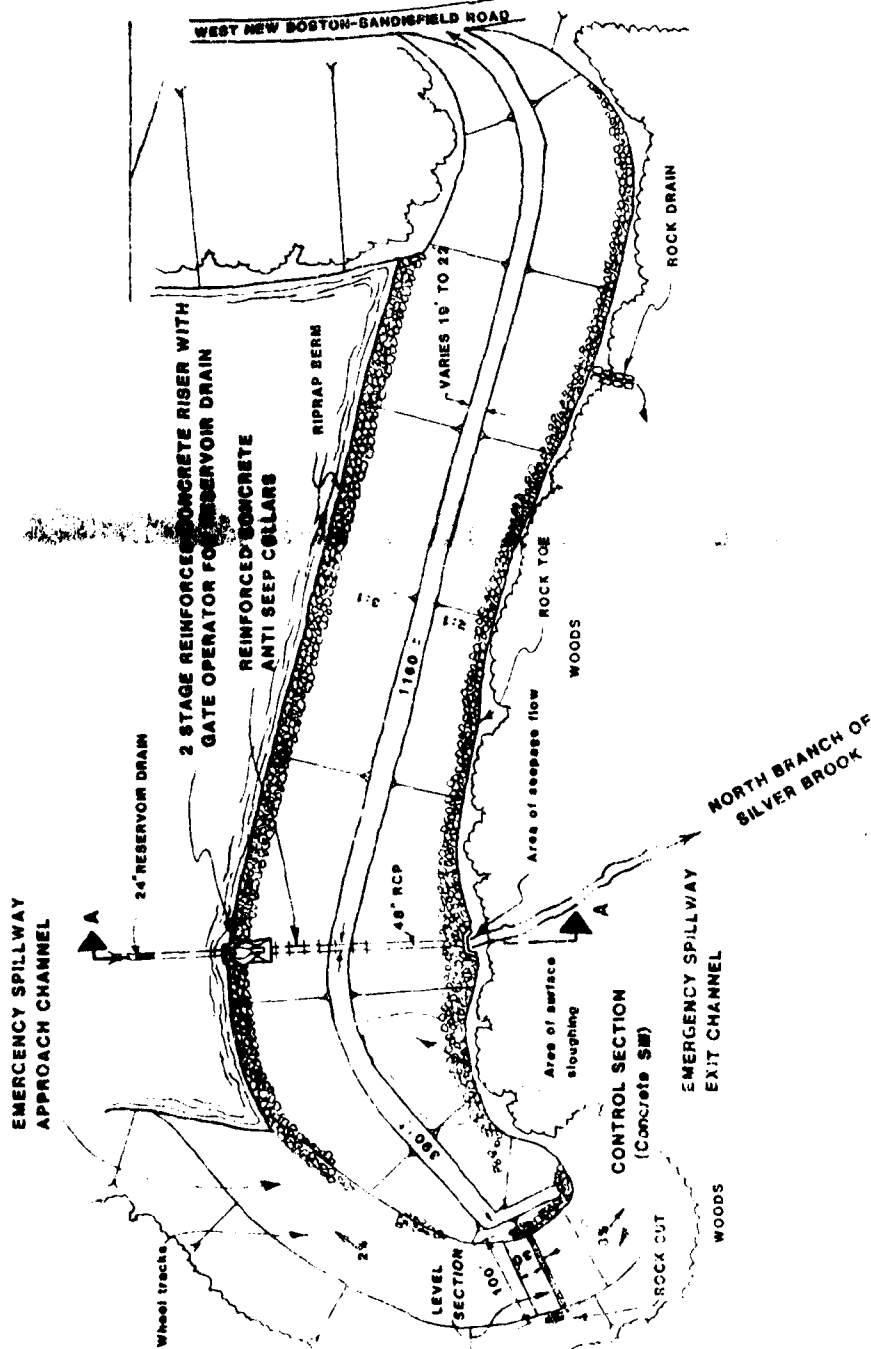 WEST NEW BOSTON-SANDISFIELD ROAD
ROCK DRAIN
VARIES 19' TO 22'
RIPRAP BERM
2 STAGE REINFORCED CONCRETE RISER WITH
GATE OPERATOR FOR RESERVOIR DRAIN
REINFORCED CONCRETE
ANTI SEEP COLLARS
3:1
2:1
1160' ±
ROCK TOE
WOODS
24" RESERVOIR DRAIN
48" RCP
Area of seepage flow
NORTH BRANCH OF
SILVER BROOK
A
A
EMERGENCY SPILLWAY
APPROACH CHANNEL
Area of surface
sloughing
CONTROL SECTION
(Concrete Sill)
EMERGENCY SPILLWAY
EXIT CHANNEL
390' ±
Wheel tracks
2%
LEVEL
SECTION
100
30
3%
ROCK CUT
WOODS